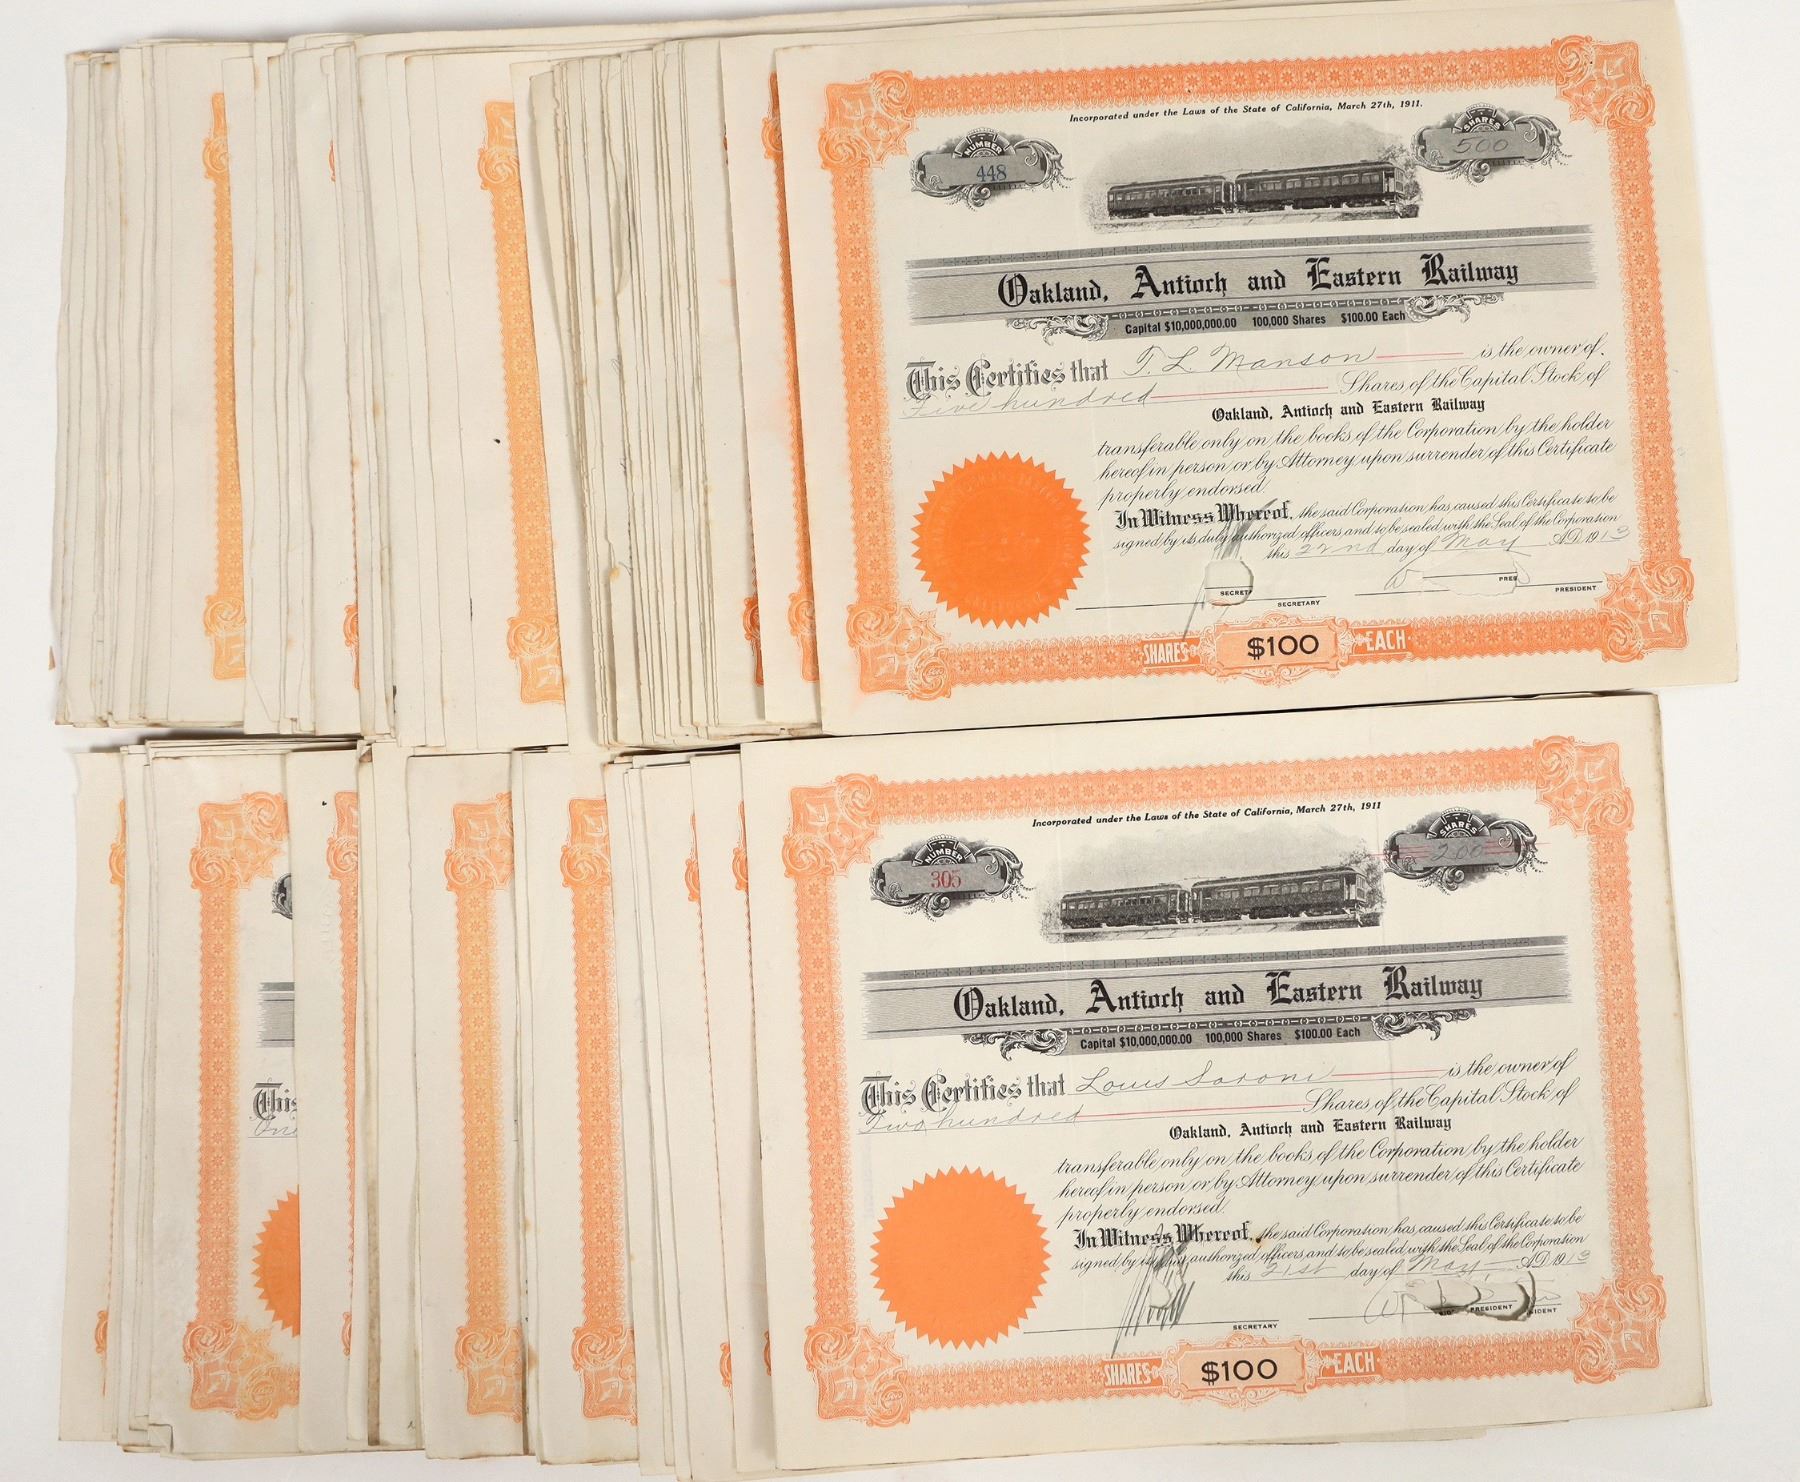 Incorporated under the Laws of the State of California, March 27th, 1911.
NUMBER
448
SHARES
500
Oakland, Antioch and Eastern Railway
Capital $10,000,000.00 100,000 Shares $100.00 Each
This Certifies that T. L. Manson is the owner of
Five hundred Shares of the Capital Stock of
Oakland, Antioch and Eastern Railway
transferable only on the books of the Corporation by the holder
hereof in person or by Attorney upon surrender of this Certificate
properly endorsed.
In Witness Whereof, the said Corporation has caused this Certificate to be
signed by its duly authorized officers and to be sealed with the Seal of the Corporation
this 22nd day of May A.D. 1913
SECRET
SECRETARY
PRES
PRESIDENT
SHARES $100 EACH
Incorporated under the Laws of the State of California, March 27th, 1911
NUMBER
305
SHARES
200
Oakland, Antioch and Eastern Railway
Capital $10,000,000.00 100,000 Shares $100.00 Each
This
One
This Certifies that Louis Saroni is the owner of
Two hundred Shares of the Capital Stock of
Oakland, Antioch and Eastern Railway
transferable only on the books of the Corporation by the holder
hereof in person or by Attorney upon surrender of this Certificate
properly endorsed.
In Witness Whereof, the said Corporation has caused this Certificate to be
signed by its duly authorized officers and to be sealed with the Seal of the Corporation
this 21st day of May, A.D. 1913
SECRETARY
PRESIDENT
IDENT
SHARES $100 EACH